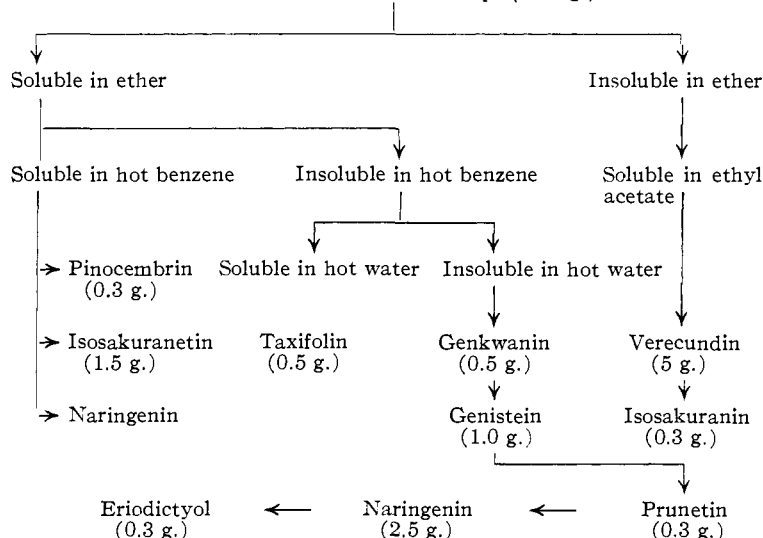 Soluble in ether Insoluble in ether
Soluble in hot benzene Insoluble in hot benzene Soluble in ethyl
acetate
Pinocembrin Soluble in hot water Insoluble in hot water
(0.3 g.)
Isosakuranetin Taxifolin Genkwanin Verecundin
(1.5 g.) (0.5 g.) (0.5 g.) (5 g.)
Naringenin Genistein Isosakuranin
(1.0 g.) (0.3 g.)
Eriodictyol Naringenin Prunetin
(0.3 g.) (2.5 g.) (0.3 g.)